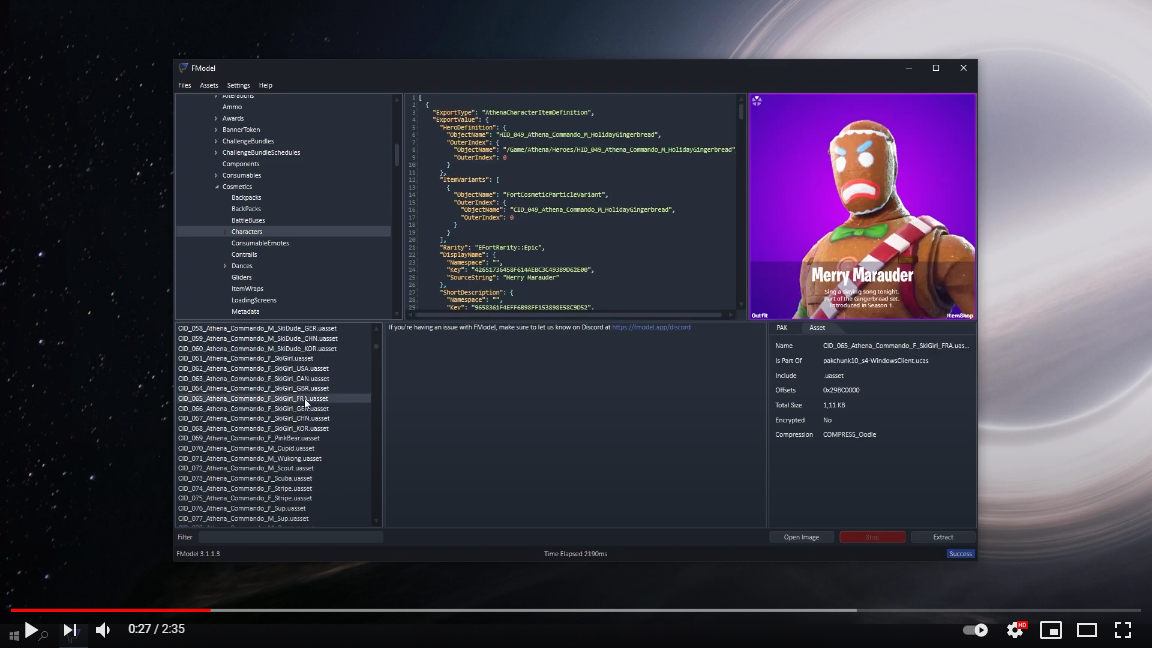 FModel
Files Assets Settings Help
Ammo
Awards
BannerToken
ChallengeBundles
ChallengeBundleSchedules
Components
Consumables
Cosmetics
Backpacks
BackPacks
BattleBuses
Characters
ConsumableEmotes
Contrails
Dances
Gliders
ItemWraps
LoadingScreens
Metadata
1 [
2 {
3 "ExportType": "AthenaCharacterItemDefinition",
4 "ExportValue": {
5 "HeroDefinition": {
6 "ObjectName": "HID_049_Athena_Commando_M_HolidayGingerbread",
7 "OuterIndex": {
8 "ObjectName": "/Game/Athena/Heroes/HID_049_Athena_Commando_M_HolidayGingerbread"
9 "OuterIndex": 0
10 }
11 },
12 "ItemVariants": [
13 {
14 "ObjectName": "FortCosmeticParticleVariant",
15 "OuterIndex": {
16 "ObjectName": "CID_049_Athena_Commando_M_HolidayGingerbread",
17 "OuterIndex": 0
18 }
19 }
20 ],
21 "Rarity": "EFortRarity::Epic",
22 "DisplayName": {
23 "Namespace": "",
24 "Key":
25 "SourceString": "Merry Marauder"
26 },
27 "ShortDescription": {
28 "Namespace": "",
29 "Key":
Merry Marauder
Sing a slaying song tonight.
Part of the Gingerbread set.
Introduced in Season 1.
Outfit
ItemShop
CID_058_Athena_Commando_M_SkiDude_GER.uasset
CID_059_Athena_Commando_M_SkiDude_CHN.uasset
CID_060_Athena_Commando_M_SkiDude_KOR.uasset
CID_061_Athena_Commando_F_SkiGirl.uasset
CID_062_Athena_Commando_F_SkiGirl_USA.uasset
CID_063_Athena_Commando_F_SkiGirl_CAN.uasset
CID_064_Athena_Commando_F_SkiGirl_GBR.uasset
CID_065_Athena_Commando_F_SkiGirl_FRA.uasset
CID_066_Athena_Commando_F_SkiGirl_GER.uasset
CID_067_Athena_Commando_F_SkiGirl_CHN.uasset
CID_068_Athena_Commando_F_SkiGirl_KOR.uasset
CID_069_Athena_Commando_F_PinkBear.uasset
CID_070_Athena_Commando_M_Cupid.uasset
CID_071_Athena_Commando_M_Wukong.uasset
CID_072_Athena_Commando_M_Scout.uasset
CID_073_Athena_Commando_F_Scuba.uasset
CID_074_Athena_Commando_F_Stripe.uasset
CID_075_Athena_Commando_F_Stripe.uasset
CID_076_Athena_Commando_F_Sup.uasset
CID_077_Athena_Commando_M_Sup.uasset
If you're having an issue with FModel, make sure to let us know on Discord at https://fmodel.app/discord
PAK Asset
Name CID_065_Athena_Commando_F_SkiGirl_FRA.uas...
Is Part Of pakchunk10_s4-WindowsClient.ucas
Include .uasset
Offsets 0x298C0000
Total Size 1,11 KB
Encrypted No
Compression COMPRESS_Oodle
Filter
Open Image Stop Extract
FModel 3.1.1.3
Time Elapsed 2190ms
Success
0:27 / 2:35
HD